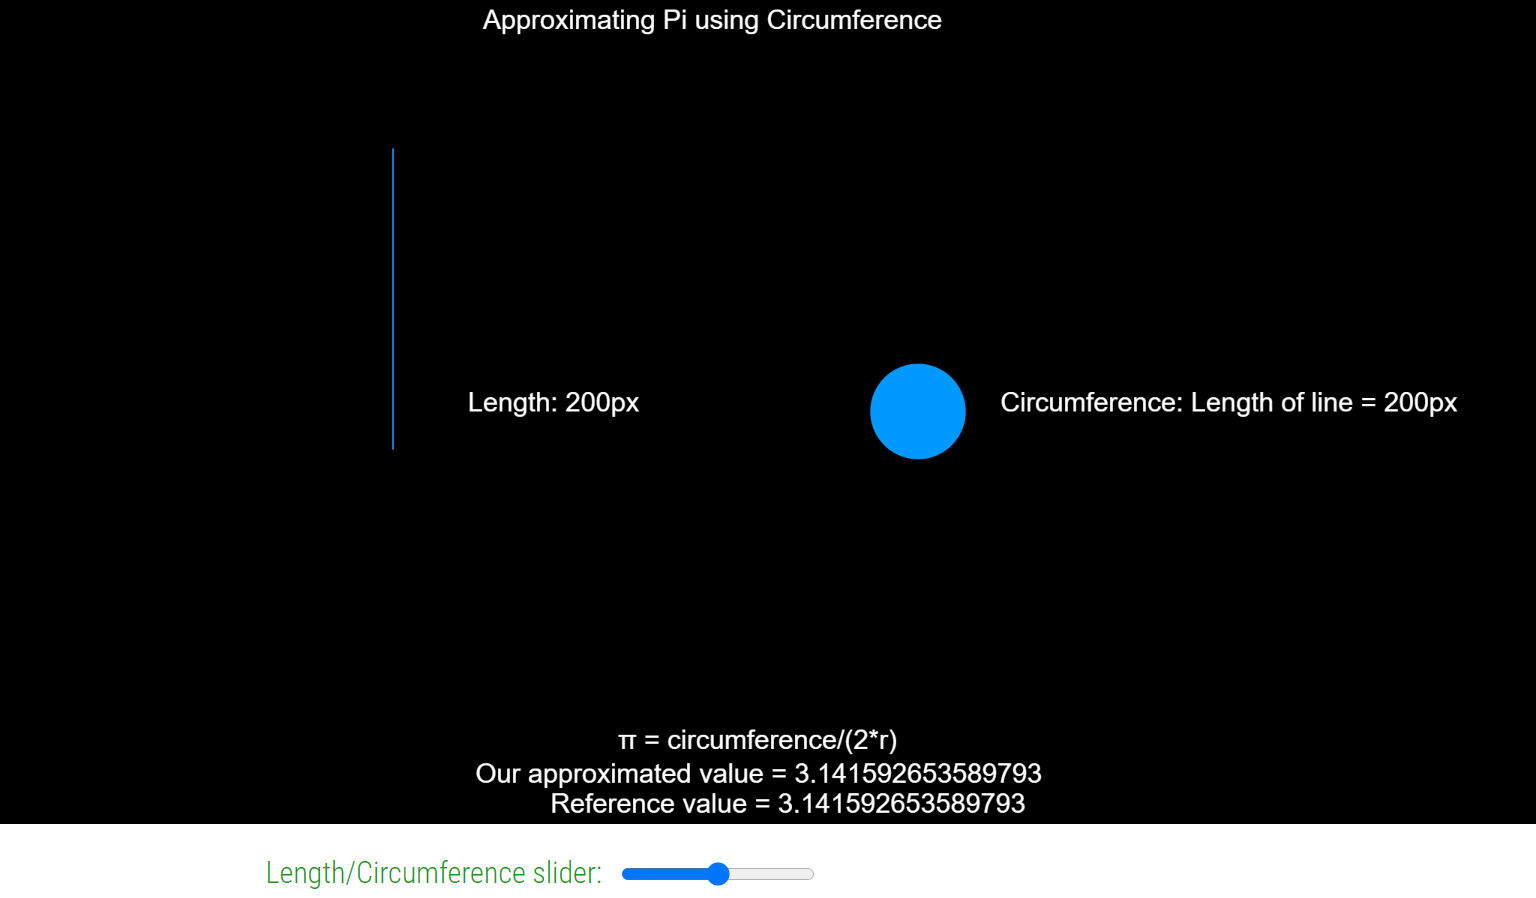 Approximating Pi using Circumference
Length: 200px
Circumference: Length of line = 200px
π = circumference/(2*r)
Our approximated value = 3.141592653589793
Reference value = 3.141592653589793
Length/Circumference slider: